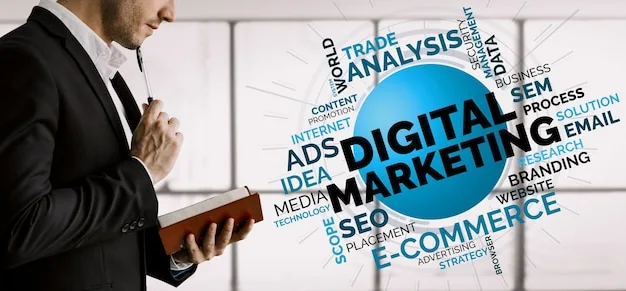 WORLD
TRADE
ANALYSIS
SECURITY
MANAGEMENT
DATA
CONTENT
PROMOTION
INTERNET
BUSINESS
SEM
PROCESS
SOLUTION
EMAIL
ADS
DIGITAL
MARKETING
IDEA
MEDIA
TECHNOLOGY
RESEARCH
BRANDING
WEBSITE
SCOPE
SEO
PLACEMENT
E-COMMERCE
ADVERTISING
STRATEGY
BROWSER